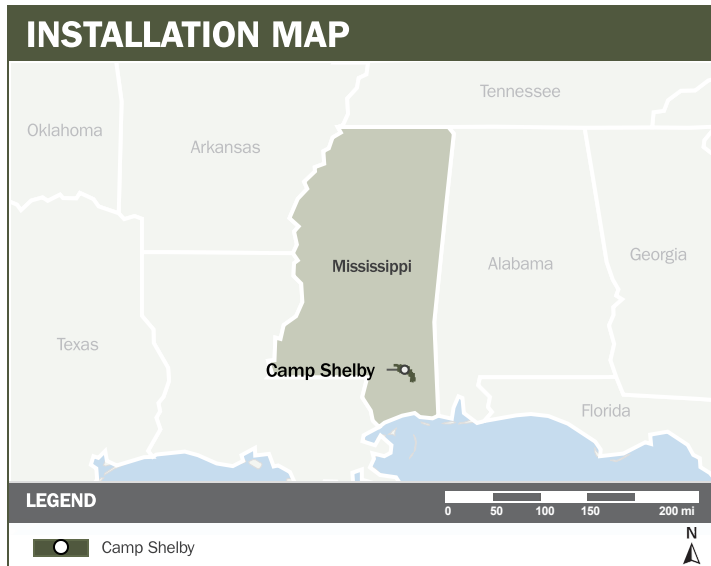 INSTALLATION MAP
Tennessee
Oklahoma
Arkansas
Georgia
Mississippi
Alabama
Texas
Camp Shelby
Florida
LEGEND
0 50 100 150 200 mi
N
Camp Shelby